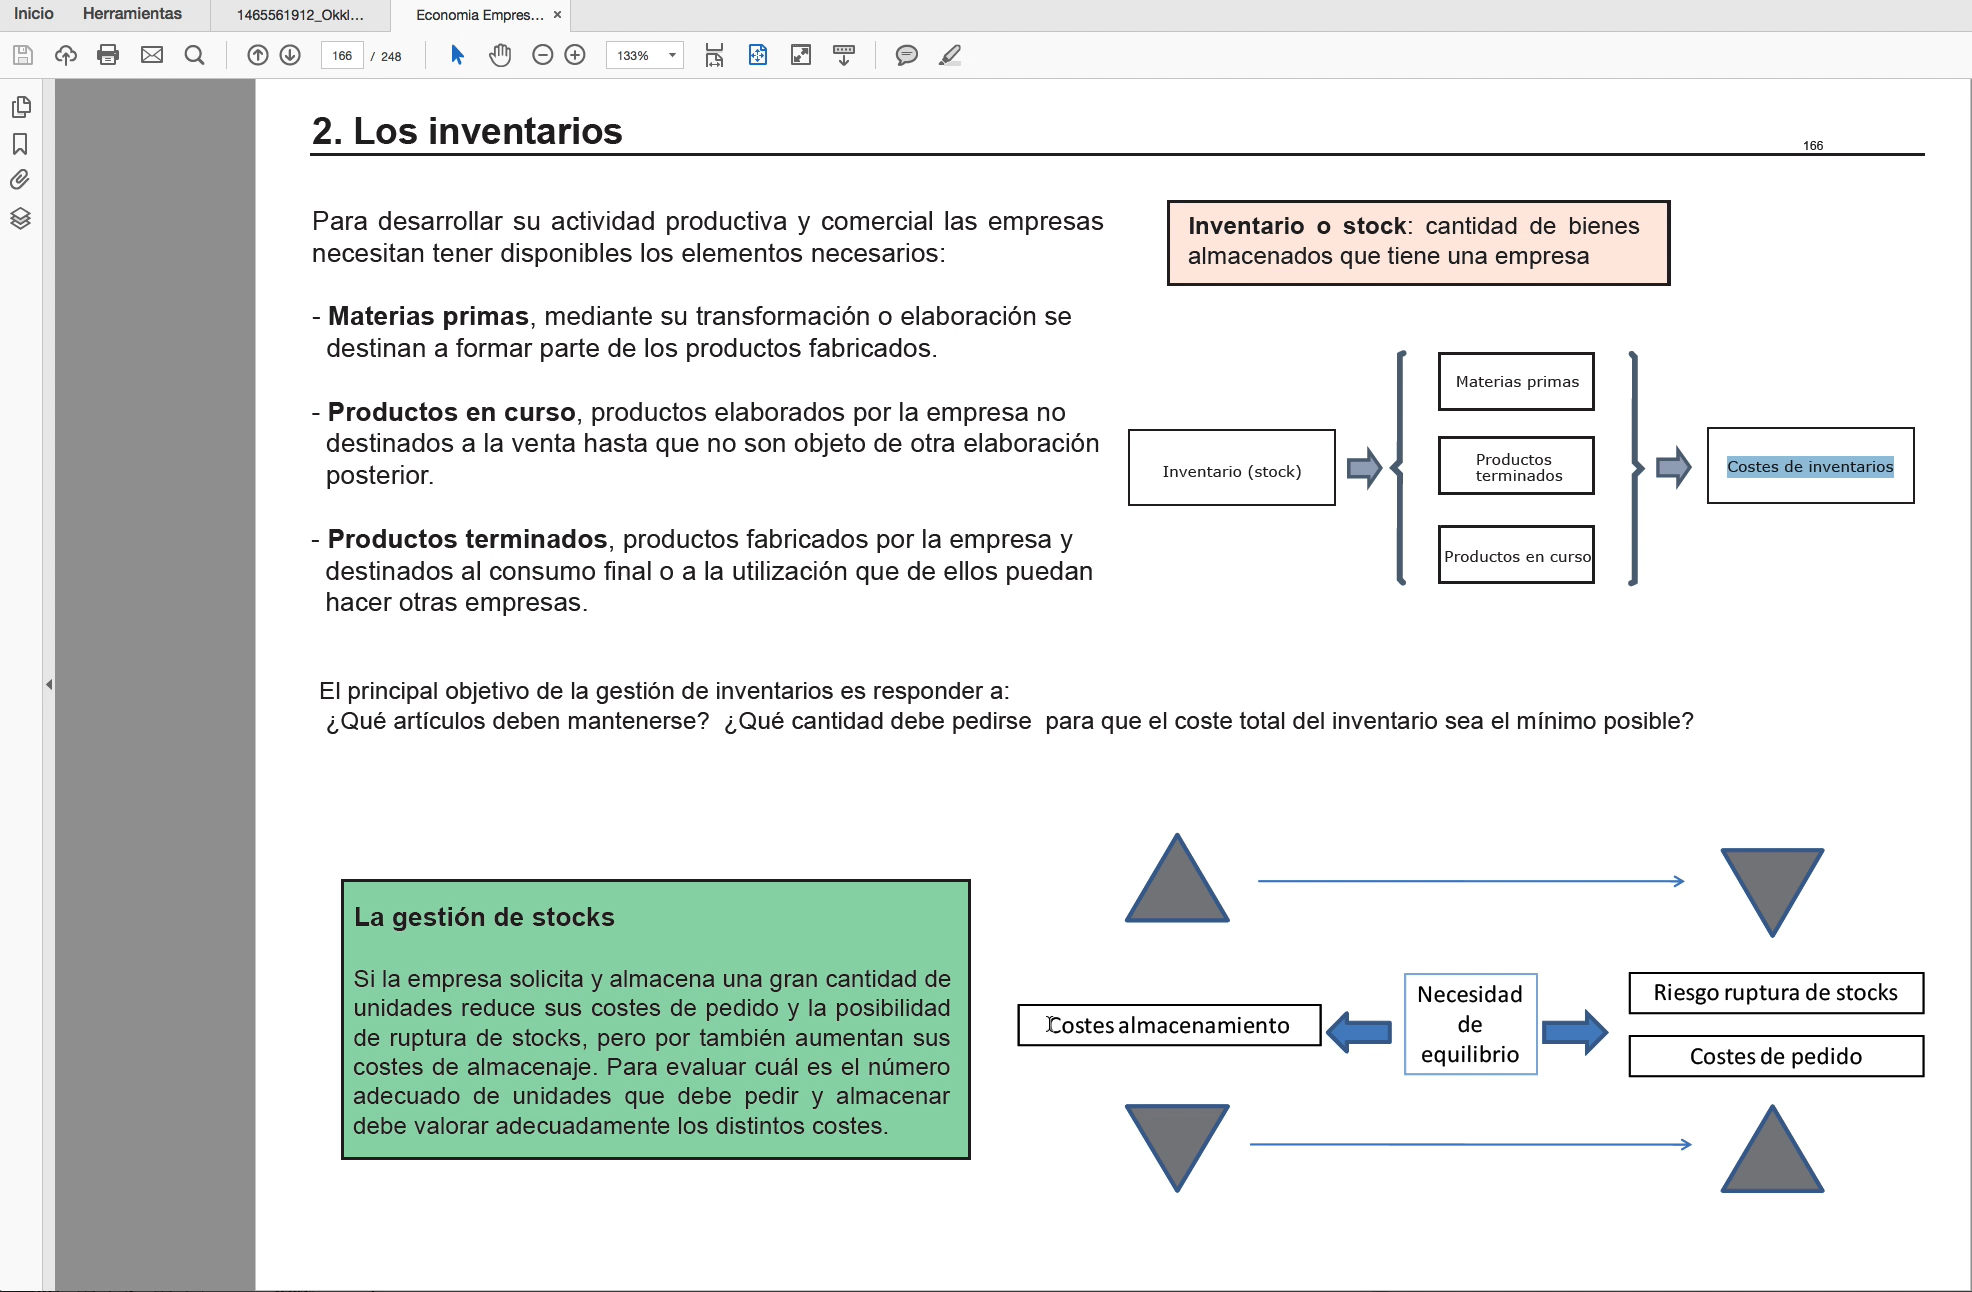 Inicio Herramientas 1465561912_Okkl... Economia Empres... ×
166 / 248 133%
2. Los inventarios
166
Para desarrollar su actividad productiva y comercial las empresas
necesitan tener disponibles los elementos necesarios:
- Materias primas, mediante su transformación o elaboración se
destinan a formar parte de los productos fabricados.
- Productos en curso, productos elaborados por la empresa no
destinados a la venta hasta que no son objeto de otra elaboración
posterior.
- Productos terminados, productos fabricados por la empresa y
destinados al consumo final o a la utilización que de ellos puedan
hacer otras empresas.
Inventario o stock: cantidad de bienes
almacenados que tiene una empresa
Inventario (stock)
Materias primas
Productos
terminados
Productos en curso
Costes de inventarios
El principal objetivo de la gestión de inventarios es responder a:
¿Qué artículos deben mantenerse? ¿Qué cantidad debe pedirse para que el coste total del inventario sea el mínimo posible?
La gestión de stocks
Si la empresa solicita y almacena una gran cantidad de
unidades reduce sus costes de pedido y la posibilidad
de ruptura de stocks, pero por también aumentan sus
costes de almacenaje. Para evaluar cuál es el número
adecuado de unidades que debe pedir y almacenar
debe valorar adecuadamente los distintos costes.
Costes almacenamiento
Necesidad
de
equilibrio
Riesgo ruptura de stocks
Costes de pedido